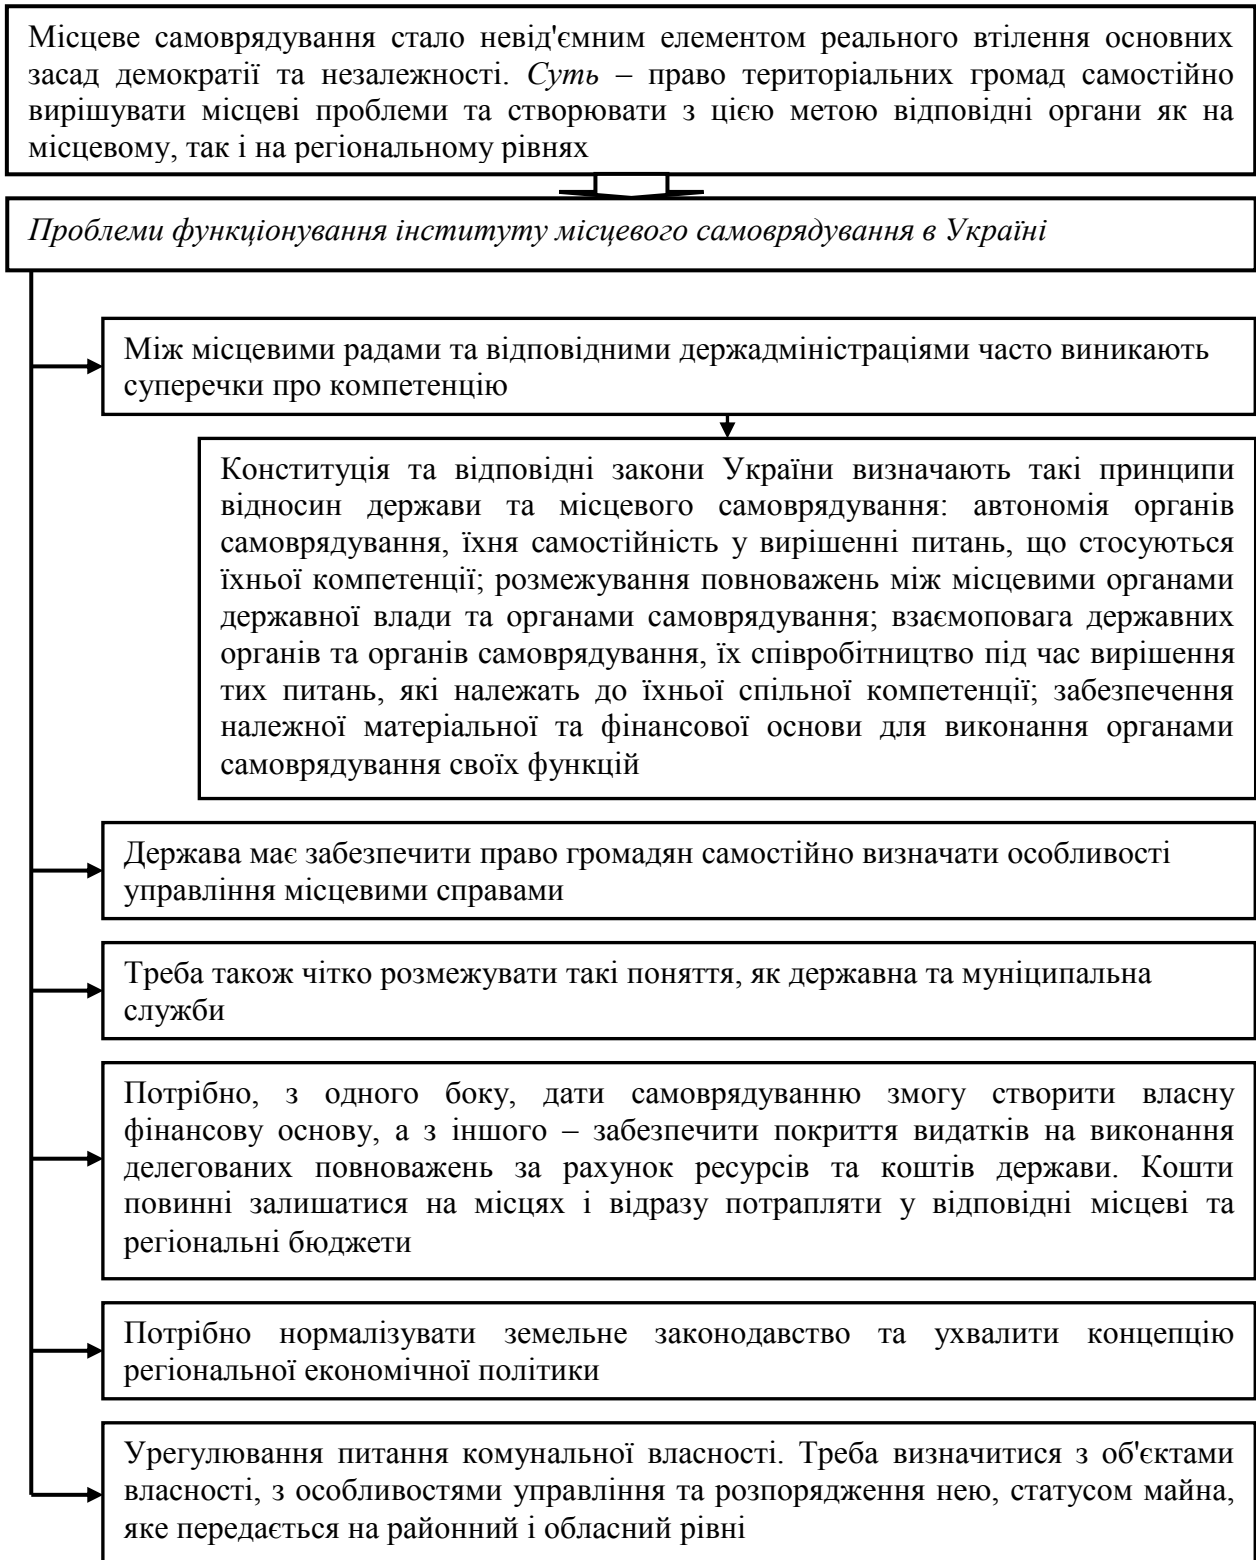 Місцеве самоврядування стало невід'ємним елементом реального втілення основних
засад демократії та незалежності. Суть – право територіальних громад самостійно
вирішувати місцеві проблеми та створювати з цією метою відповідні органи як на
місцевому, так і на регіональному рівнях
Проблеми функціонування інституту місцевого самоврядування в Україні
Між місцевими радами та відповідними держадміністраціями часто виникають
суперечки про компетенцію
Конституція та відповідні закони України визначають такі принципи
відносин держави та місцевого самоврядування: автономія органів
самоврядування, їхня самостійність у вирішенні питань, що стосуються
їхньої компетенції; розмежування повноважень між місцевими органами
державної влади та органами самоврядування; взаємоповага державних
органів та органів самоврядування, їх співробітництво під час вирішення
тих питань, які належать до їхньої спільної компетенції; забезпечення
належної матеріальної та фінансової основи для виконання органами
самоврядування своїх функцій
Держава має забезпечити право громадян самостійно визначати особливості
управління місцевими справами
Треба також чітко розмежувати такі поняття, як державна та муніципальна
служби
Потрібно, з одного боку, дати самоврядуванню змогу створити власну
фінансову основу, а з іншого – забезпечити покриття видатків на виконання
делегованих повноважень за рахунок ресурсів та коштів держави. Кошти
повинні залишатися на місцях і відразу потрапляти у відповідні місцеві та
регіональні бюджети
Потрібно нормалізувати земельне законодавство та ухвалити концепцію
регіональної економічної політики
Урегулювання питання комунальної власності. Треба визначитися з об'єктами
власності, з особливостями управління та розпорядження нею, статусом майна,
яке передається на районний і обласний рівні